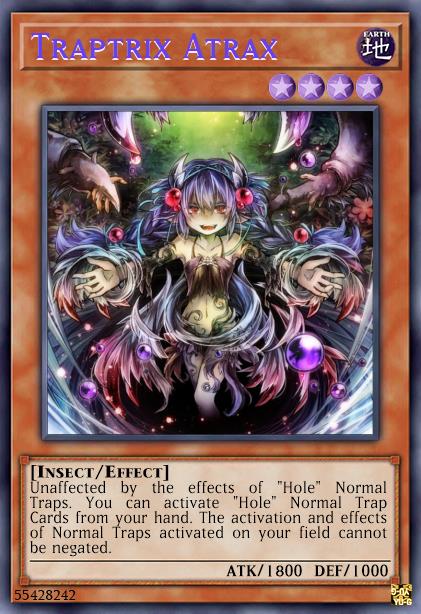 Traptrix Atrax
EARTH
地
[Insect/Effect]
Unaffected by the effects of "Hole" Normal
Traps. You can activate "Hole" Normal Trap
Cards from your hand. The activation and effects
of Normal Traps activated on your field cannot
be negated.
ATK/1800 DEF/1000
55428242